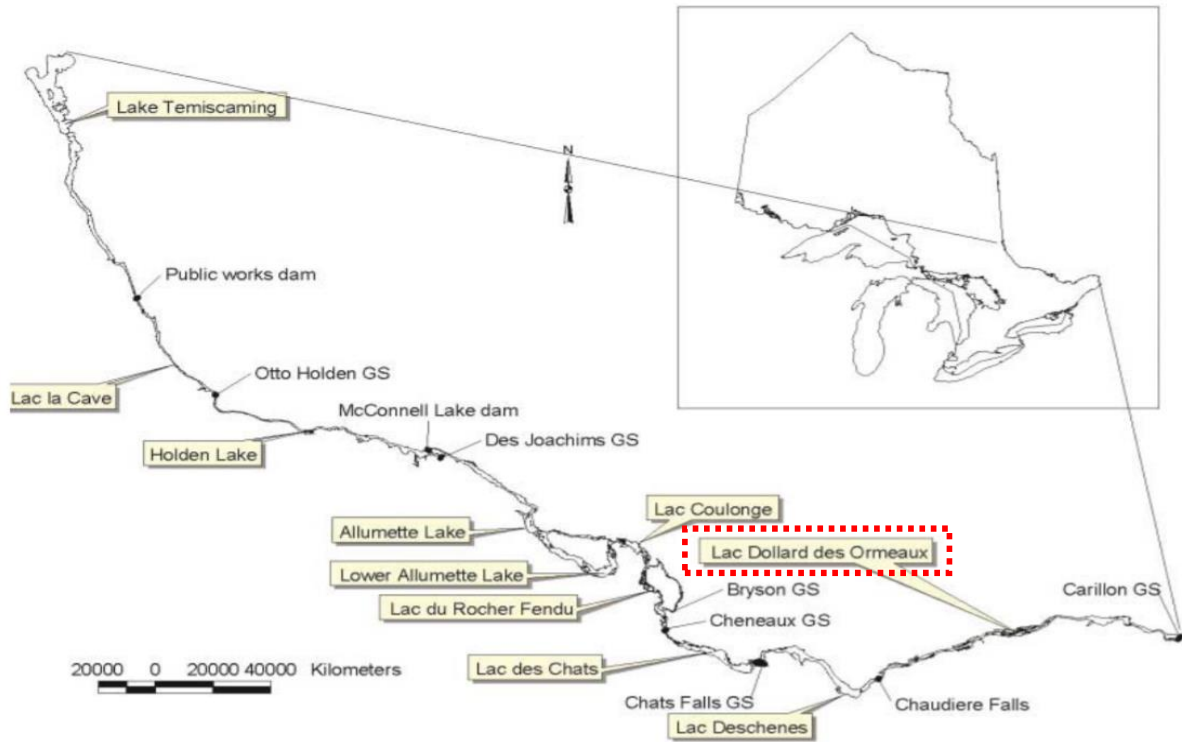 Lake Temiscaming
N
Public works dam
Otto Holden GS
Lac la Cave
McConnell Lake dam
Des Joachims GS
Holden Lake
Lac Coulonge
Allumette Lake
Lac Dollard des Ormeaux
Lower Allumette Lake
Bryson GS
Carillon GS
Lac du Rocher Fendu
Cheneaux GS
Lac des Chats
20000 0 20000 40000 Kilometers
Chats Falls GS
Chaudiere Falls
Lac Deschenes